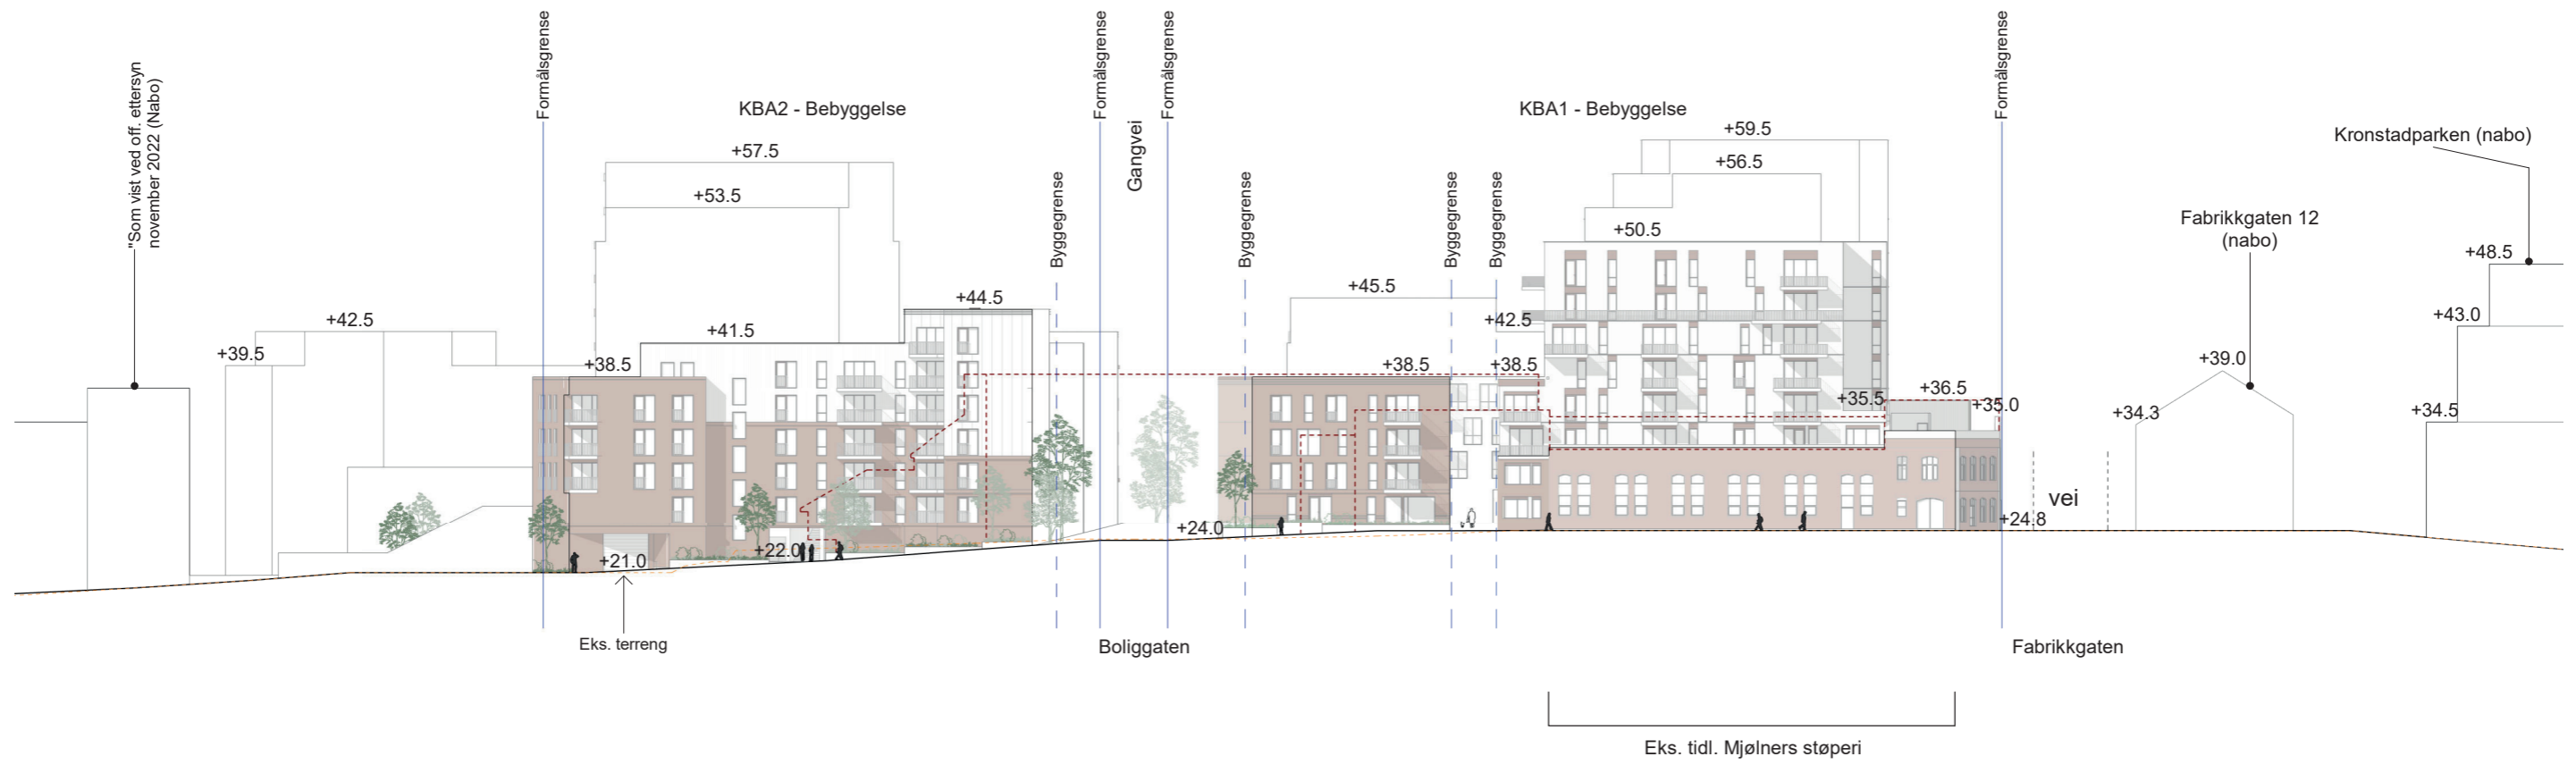 "Som vist ved off. ettersyn
november 2022 (Nabo)
Formålsgrense
KBA2 - Bebyggelse
Formålsgrense
Gangvei
Formålsgrense
KBA1 - Bebyggelse
Formålsgrense
Kronstadparken (nabo)
Fabrikkgaten 12
(nabo)
Byggegrense
Byggegrense
Byggegrense
Byggegrense
+57.5
+53.5
+59.5
+56.5
+50.5
+48.5
+45.5
+44.5
+42.5
+41.5
+42.5
+43.0
+39.5
+38.5
+38.5
+38.5
+39.0
+36.5
+35.5
+35.0
+34.3
+34.5
+24.0
+24.8
vei
+22.0
+21.0
Eks. terreng
Boliggaten
Fabrikkgaten
Eks. tidl. Mjølners støperi